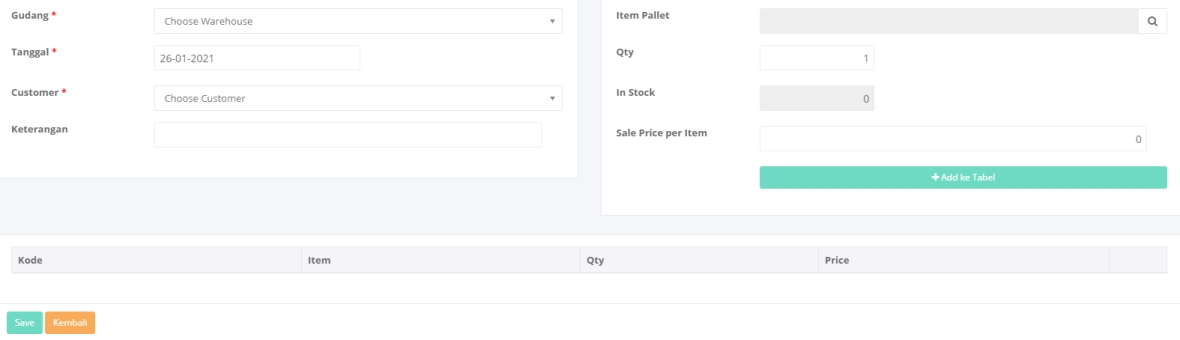 Gudang *
Choose Warehouse
Tanggal *
26-01-2021
Customer *
Choose Customer
Keterangan
Item Pallet
Qty
1
In Stock
0
Sale Price per Item
0
+ Add ke Tabel
Kode Item Qty Price
Save Kembali